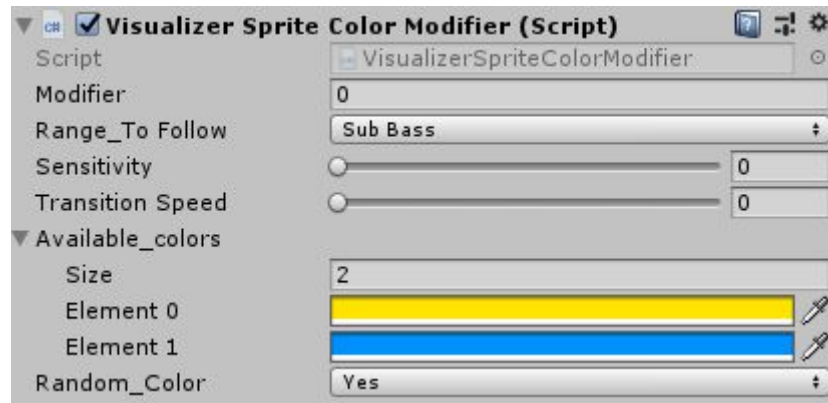 Visualizer Sprite Color Modifier (Script)
Script VisualizerSpriteColorModifier
Modifier 0
Range_To Follow Sub Bass
Sensitivity 0
Transition Speed 0
Available_colors
Size 2
Element 0
Element 1
Random_Color Yes